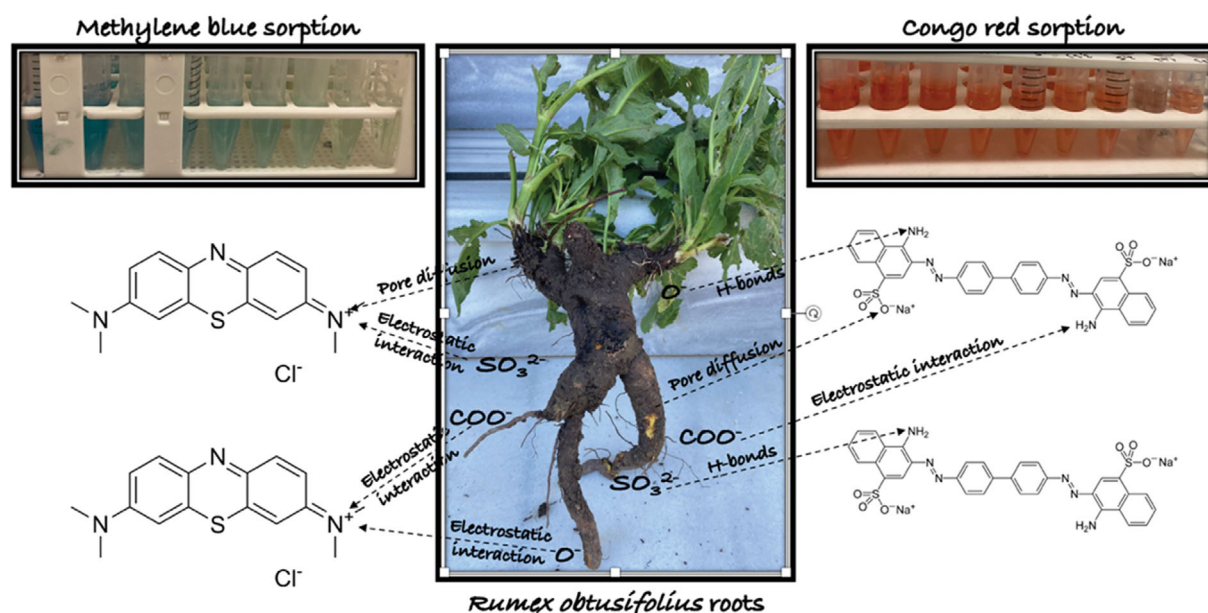 Methylene blue sorption
Congo red sorption
N
N
S
N+
Cl-
Pore diffusion
Electrostatic
interaction
SO₃²⁻
COO⁻
Electrostatic
interaction
N
N
S
N+
Cl-
Electrostatic
interaction
O⁻
O⁻
H-bonds
Pore diffusion
Electrostatic interaction
COO⁻
H-bonds
SO₃²⁻
NH₂
N
N
O
S
O
O⁻Na⁺
N
N
O
S
O
O⁻Na⁺
H₂N
NH₂
N
N
O
S
O
O⁻Na⁺
N
N
O
S
O
O⁻Na⁺
H₂N
Rumex obtusifolius roots